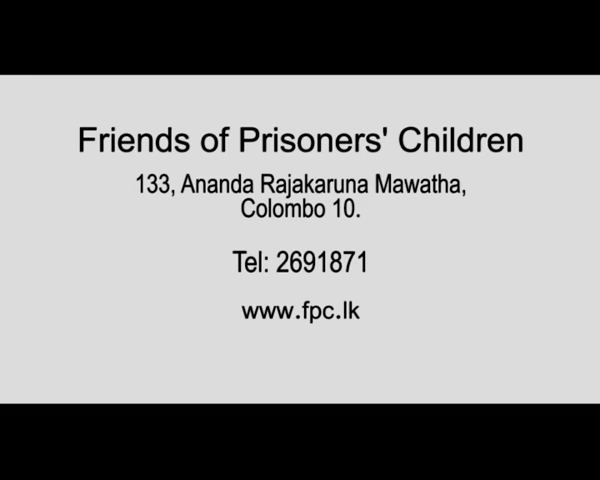 Friends of Prisoners' Children
133, Ananda Rajakaruna Mawatha,
Colombo 10.
Tel: 2691871
www.fpc.lk